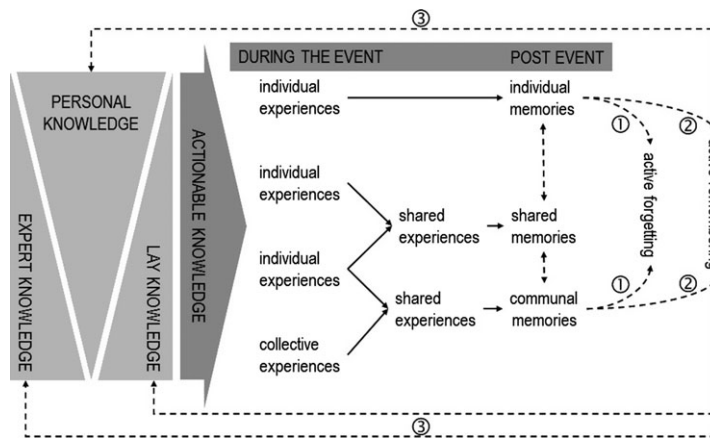 ③
DURING THE EVENT
POST EVENT
PERSONAL
KNOWLEDGE
EXPERT KNOWLEDGE
LAY KNOWLEDGE
ACTIONABLE KNOWLEDGE
individual
experiences
individual
memories
①
②
individual
experiences
shared
experiences
shared
memories
active forgetting
individual
experiences
shared
experiences
communal
memories
①
②
collective
experiences
③